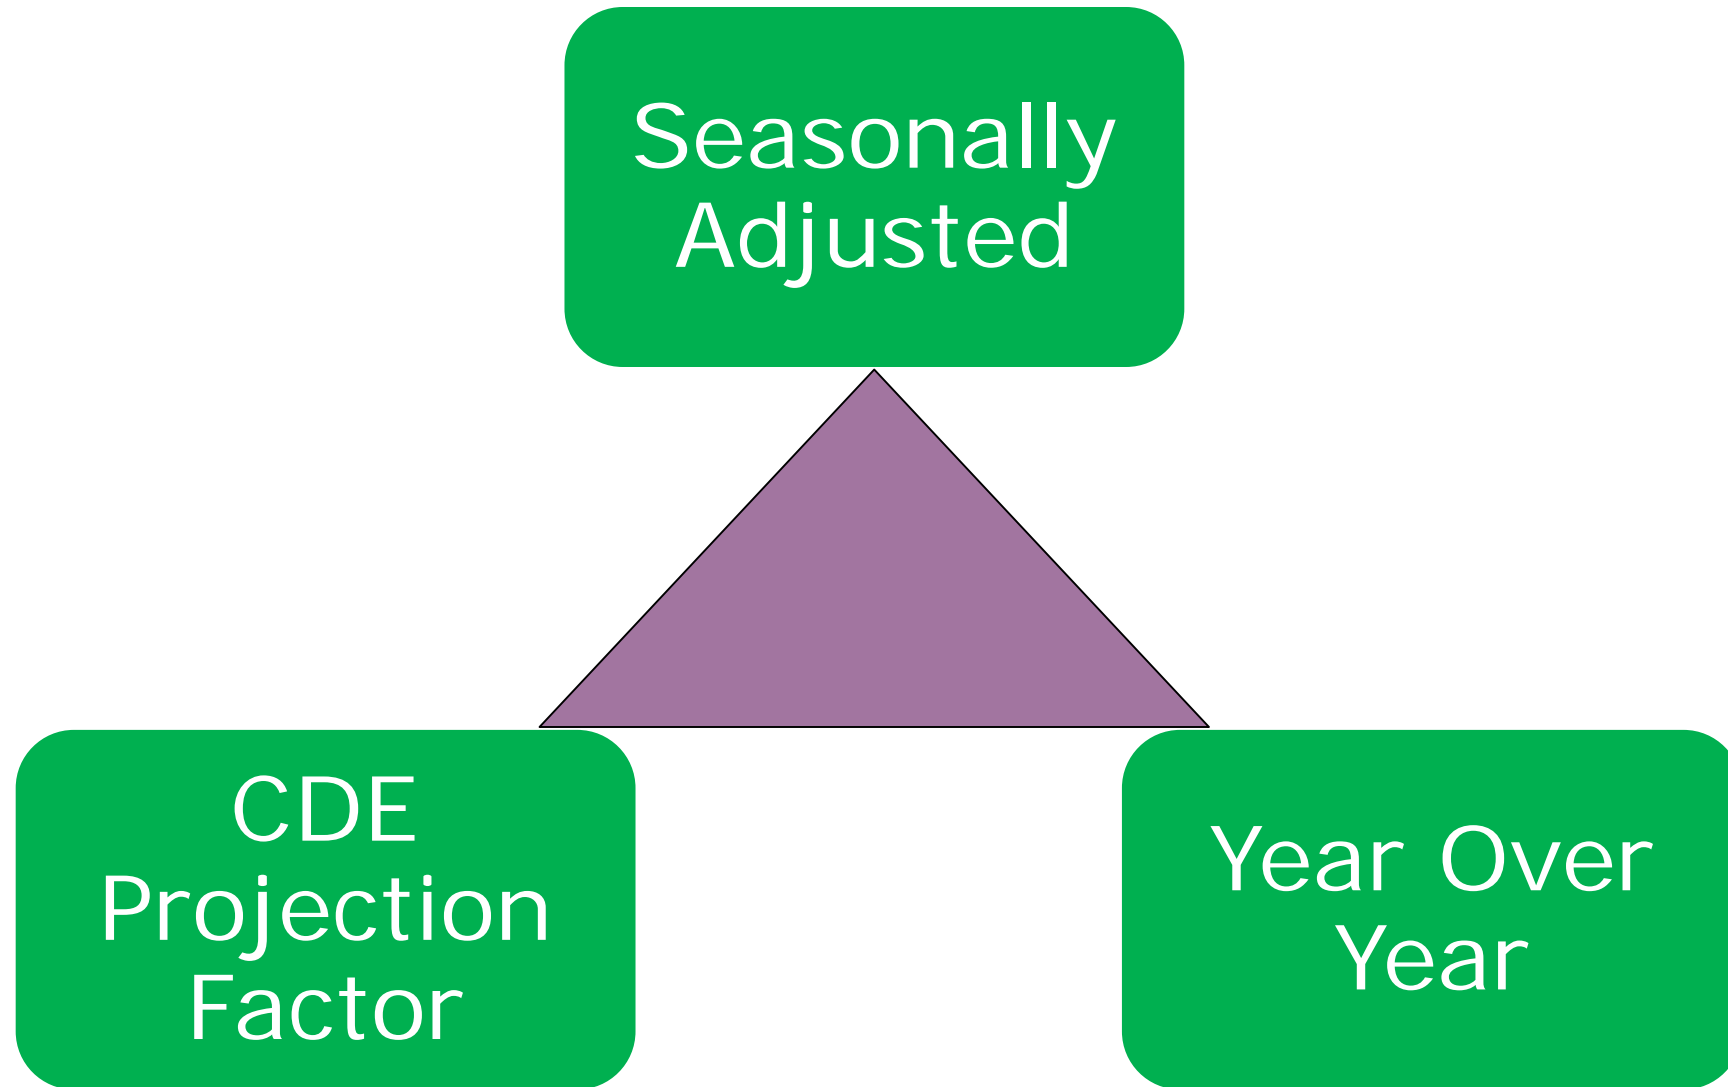 Seasonally
Adjusted
CDE
Projection
Factor
Year Over
Year